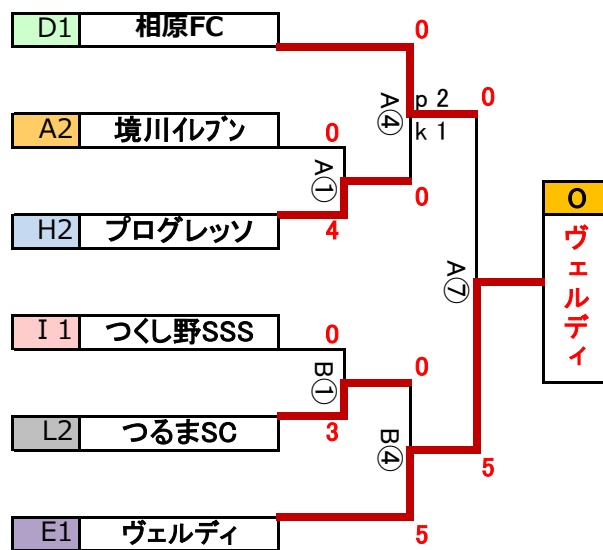 D1 相原FC
0
A2 境川イレブン
0
A①
H2 プログレッソ
4
A④
p 2
k 1
0
0
I 1 つくし野SSS
0
B①
L2 つるまSC
3
0
B④
E1 ヴェルディ
5
A⑦
5
O
ヴェルディ